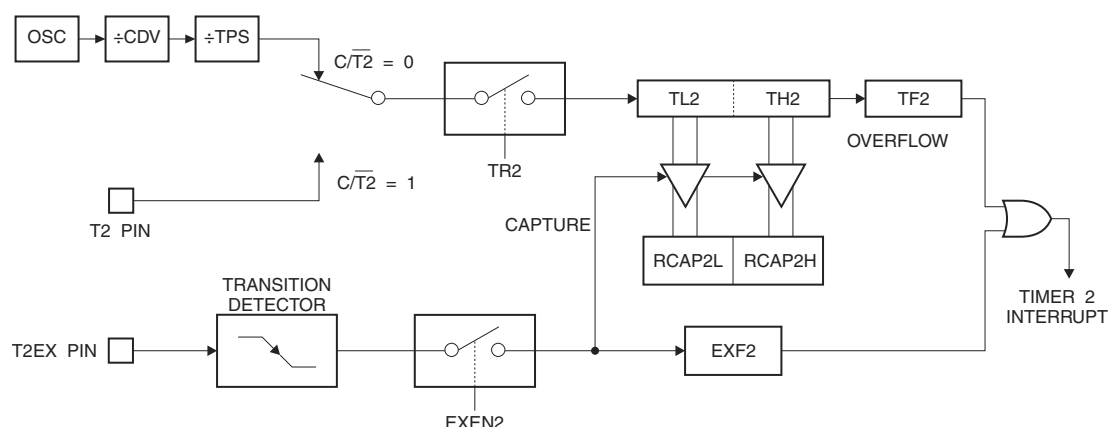 OSC
÷CDV
÷TPS
C/T2 = 0
TL2
TH2
TF2
OVERFLOW
TR2
C/T2 = 1
T2 PIN
CAPTURE
RCAP2L
RCAP2H
TRANSITION
DETECTOR
TIMER 2
INTERRUPT
T2EX PIN
EXF2
EXEN2